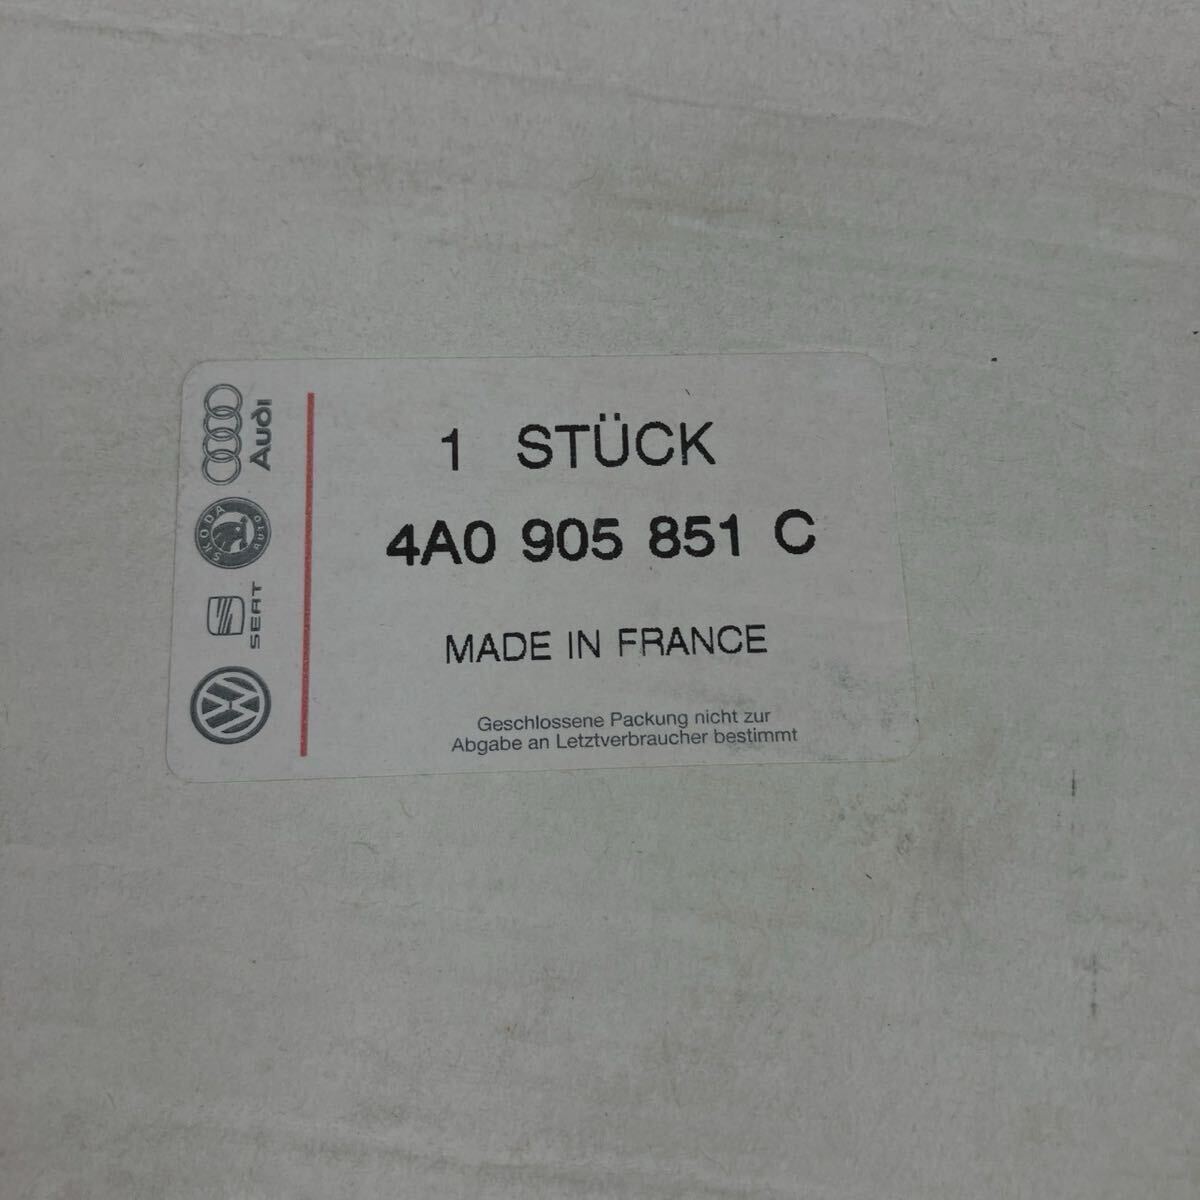 1 STÜCK
4A0 905 851 C
MADE IN FRANCE
Geschlossene Packung nicht zur
Abgabe an Letztverbraucher bestimmt
Audi
SKODA
AUTO
SEAT
VW